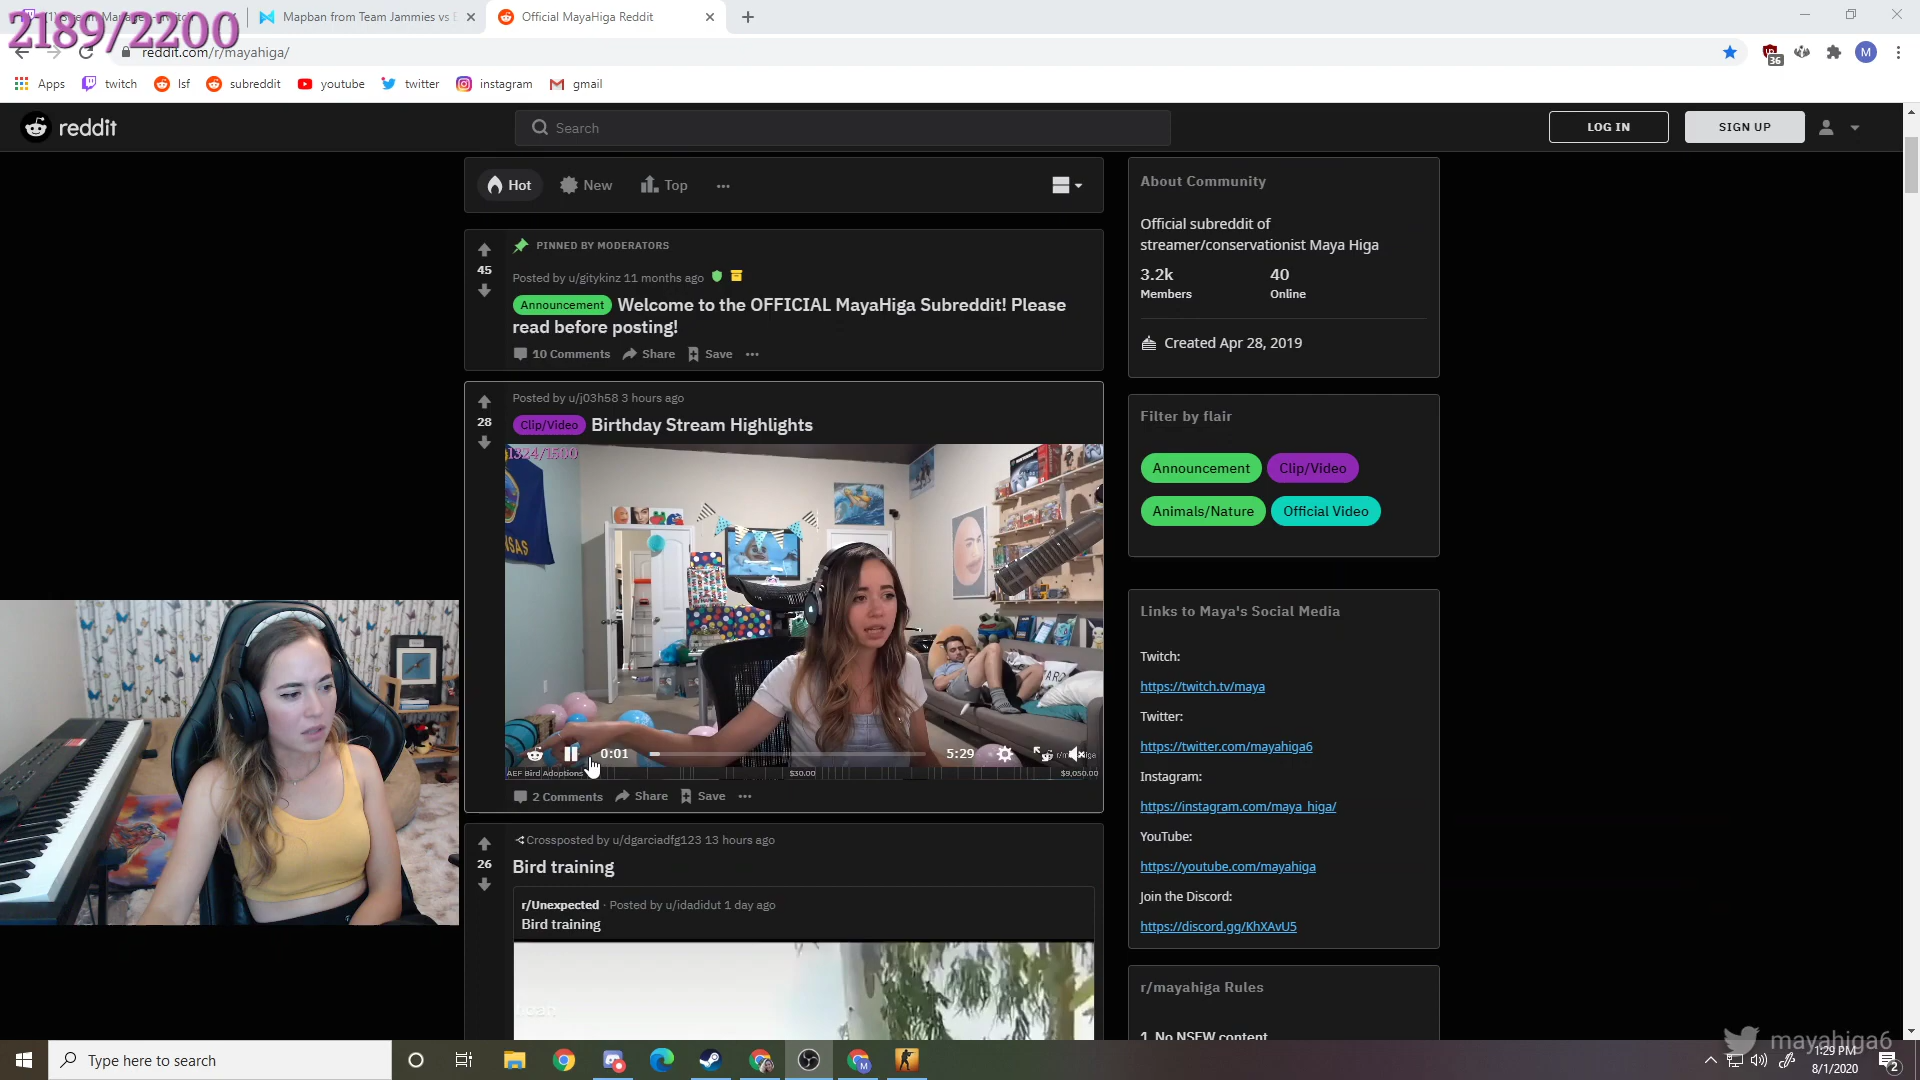 2189/2200
Mapban from Team Jammies vs
Official MayaHiga Reddit
reddit.com/r/mayahiga/
36
M
Apps
twitch
lsf
subreddit
youtube
twitter
instagram
gmail
reddit
Search
LOG IN
SIGN UP
Hot
New
Top
PINNED BY MODERATORS
45
Posted by u/gitykinz 11 months ago
Announcement Welcome to the OFFICIAL MayaHiga Subreddit! Please
read before posting!
10 Comments Share Save
Posted by u/j03h58 3 hours ago
28
Clip/Video Birthday Stream Highlights
1324/1500
0:01
5:29
AEF Bird Adoptions
$30.00
$9,050.00
2 Comments Share Save
Crossposted by u/dgarciadfg123 13 hours ago
26
Bird training
r/Unexpected · Posted by u/idadidut 1 day ago
Bird training
About Community
Official subreddit of
streamer/conservationist Maya Higa
3.2k
Members
40
Online
Created Apr 28, 2019
Filter by flair
Announcement
Clip/Video
Animals/Nature
Official Video
Links to Maya's Social Media
Twitch:
https://twitch.tv/maya
Twitter:
https://twitter.com/mayahiga6
Instagram:
https://instagram.com/maya_higa/
YouTube:
https://youtube.com/mayahiga
Join the Discord:
https://discord.gg/KhXAvU5
r/mayahiga Rules
1. No NSFW content
mayahiga6
Type here to search
1:29 PM
8/1/2020
2